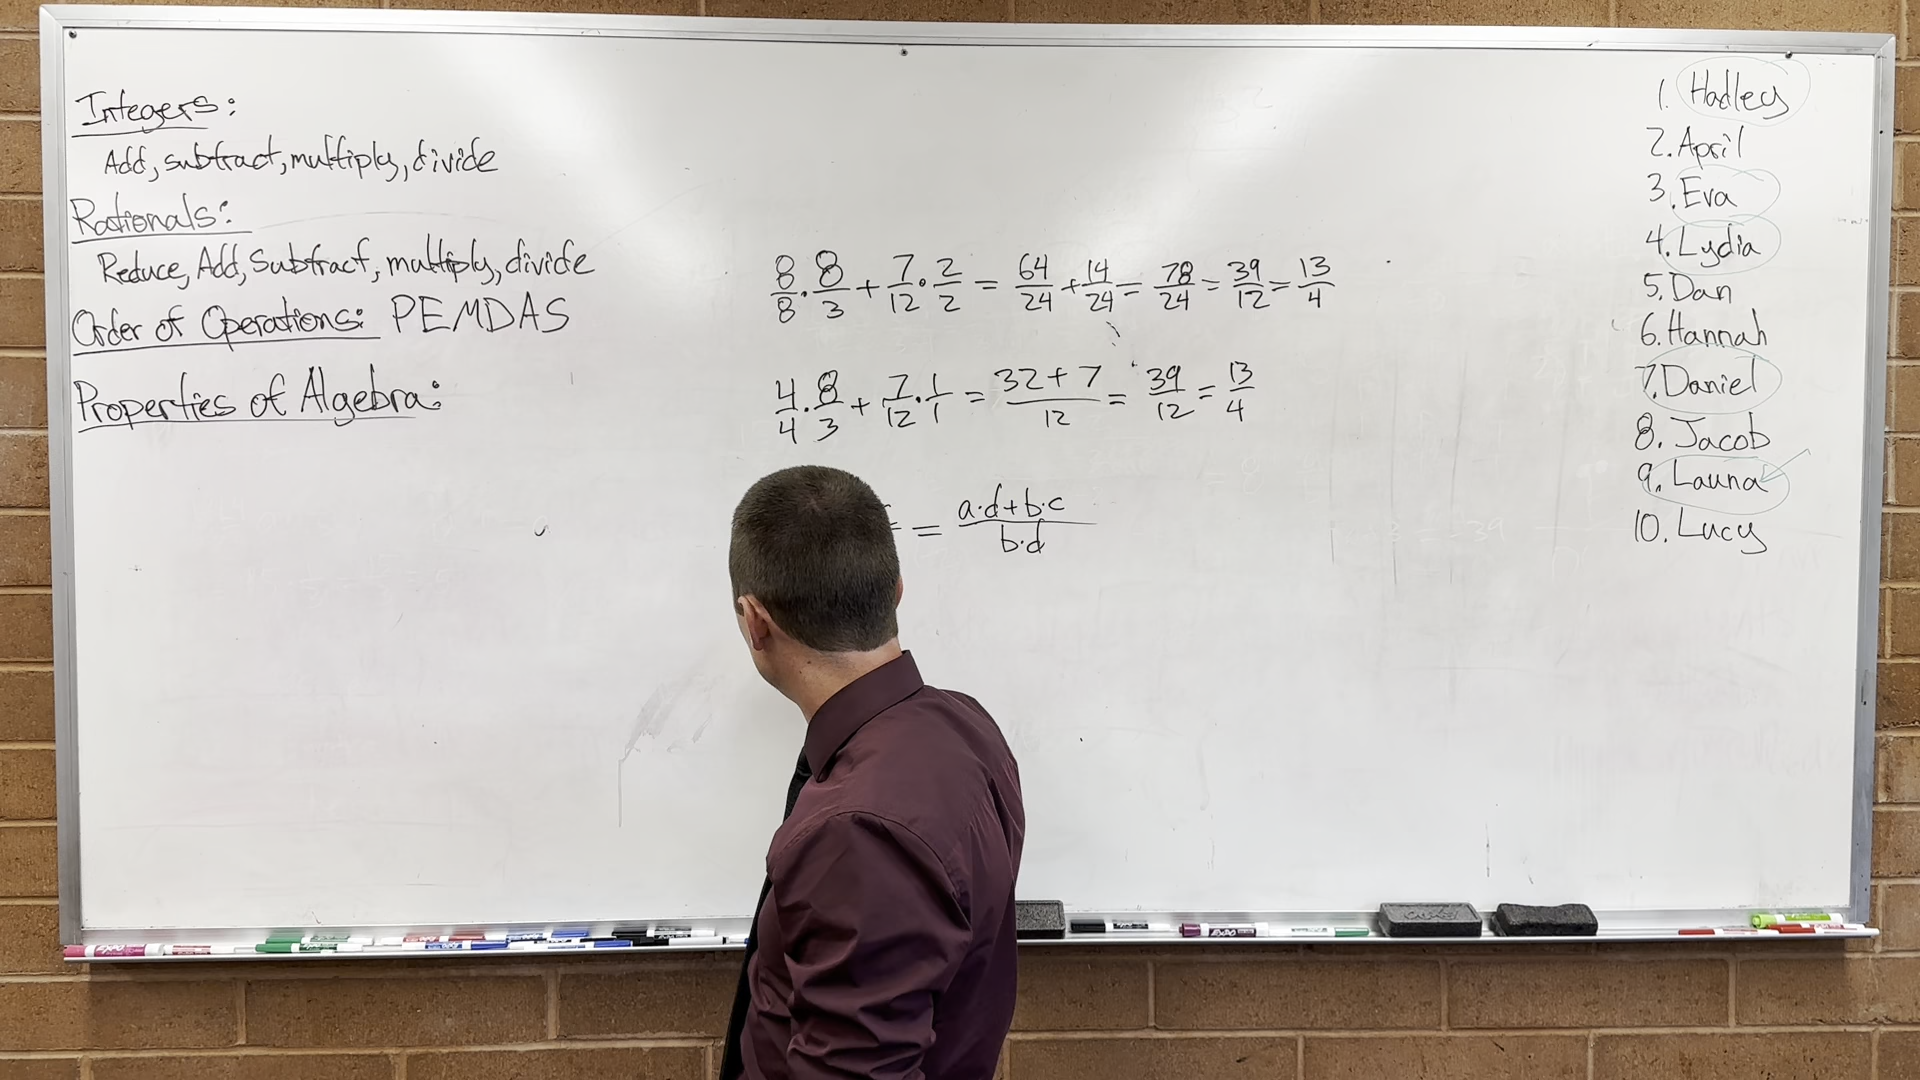 Integers:
Add, subtract, multiply, divide
Rationals:
Reduce, Add, Subtract, multiply, divide
Order of Operations: PEMDAS
Properties of Algebra:
8/8 · 8/3 + 7/12 · 2/2 = 64/24 + 14/24 = 78/24 = 39/12 = 13/4
4/4 · 8/3 + 7/12 · 1/1 = (32 + 7)/12 = 39/12 = 13/4
= (a·d + b·c)/(b·d)
1. Hadley
2. April
3. Eva
4. Lydia
5. Dan
6. Hannah
7. Daniel
8. Jacob
9. Launa
10. Lucy
EXPO